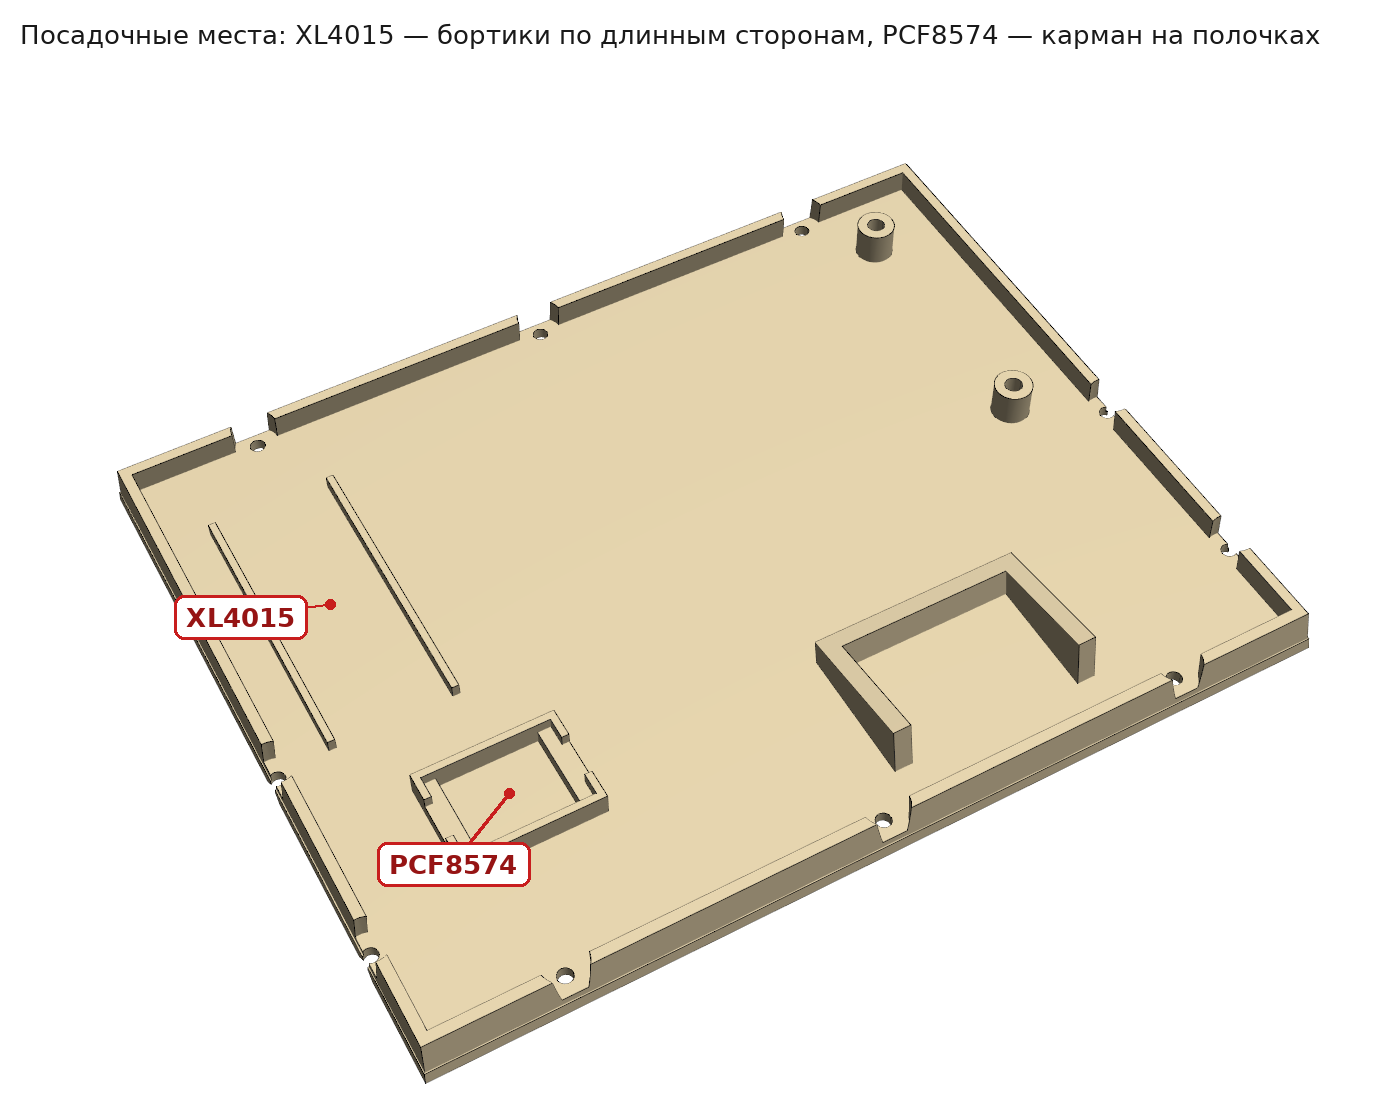 Посадочные места: XL4015 — бортики по длинным сторонам, PCF8574 — карман на полочках
XL4015
PCF8574